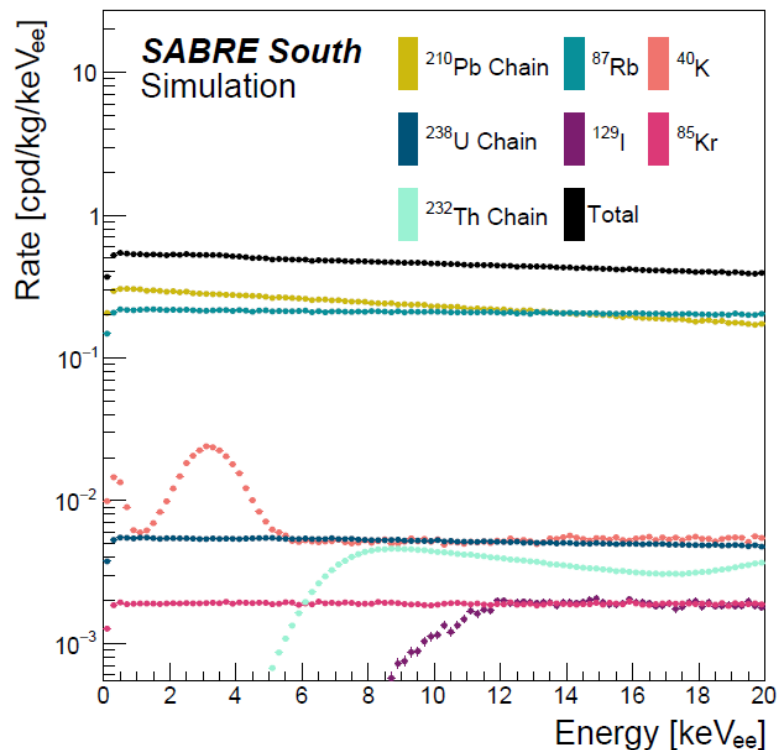 SABRE South
Simulation
²¹⁰Pb Chain
⁸⁷Rb
⁴⁰K
²³⁸U Chain
¹²⁹I
⁸⁵Kr
²³²Th Chain
Total
Rate [cpd/kg/keVₑₑ]
10
1
10⁻¹
10⁻²
10⁻³
0 2 4 6 8 10 12 14 16 18 20
Energy [keVₑₑ]